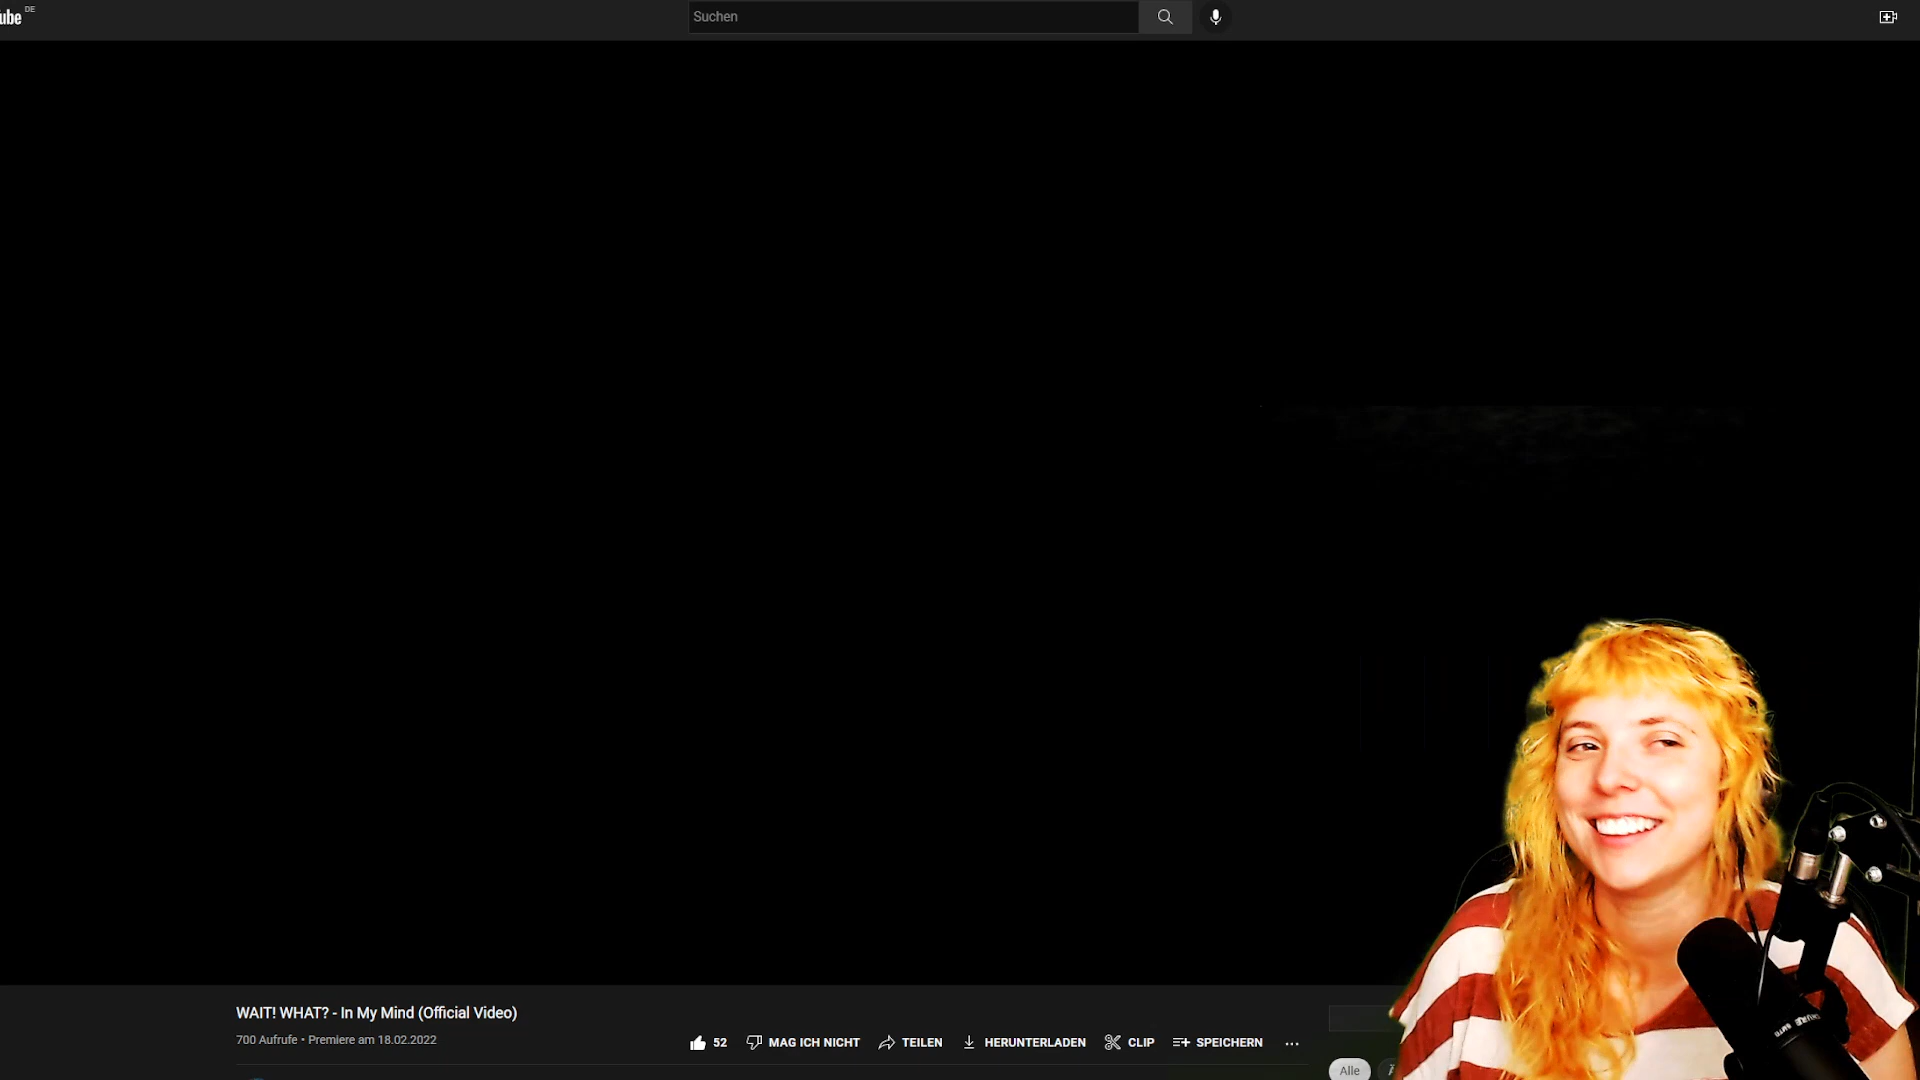 ube DE
Suchen
WAIT! WHAT? - In My Mind (Official Video)
700 Aufrufe • Premiere am 18.02.2022
52 MAG ICH NICHT TEILEN HERUNTERLADEN CLIP SPEICHERN ...
Alle